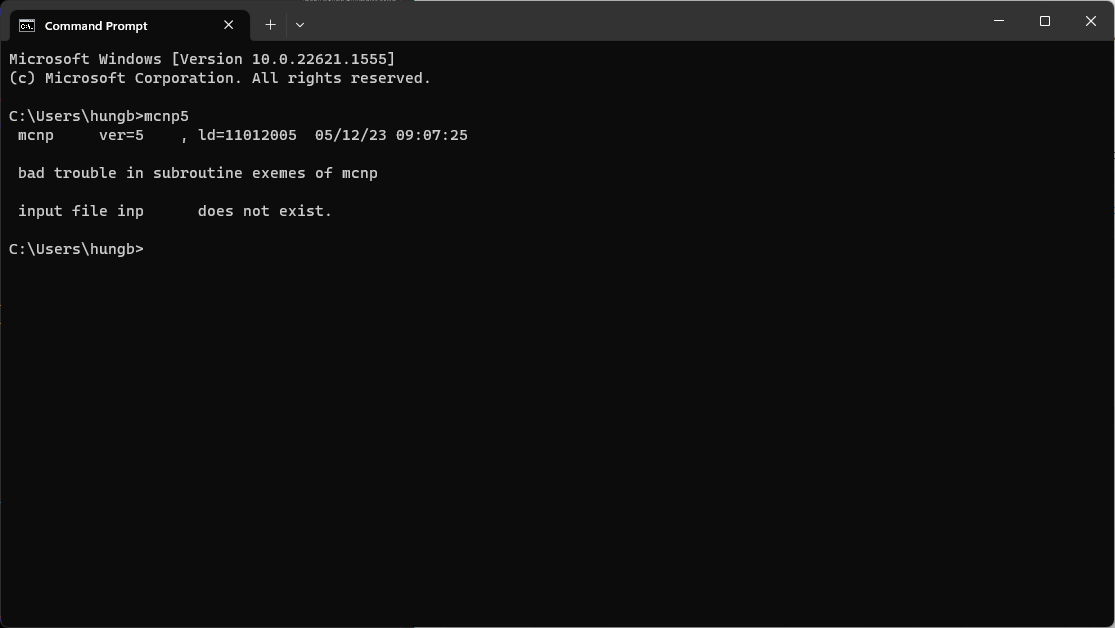 Command Prompt
Microsoft Windows [Version 10.0.22621.1555]
(c) Microsoft Corporation. All rights reserved.
C:\Users\hungb>mcnp5
mcnp     ver=5    , ld=11012005  05/12/23 09:07:25
bad trouble in subroutine exemes of mcnp
input file inp      does not exist.
C:\Users\hungb>